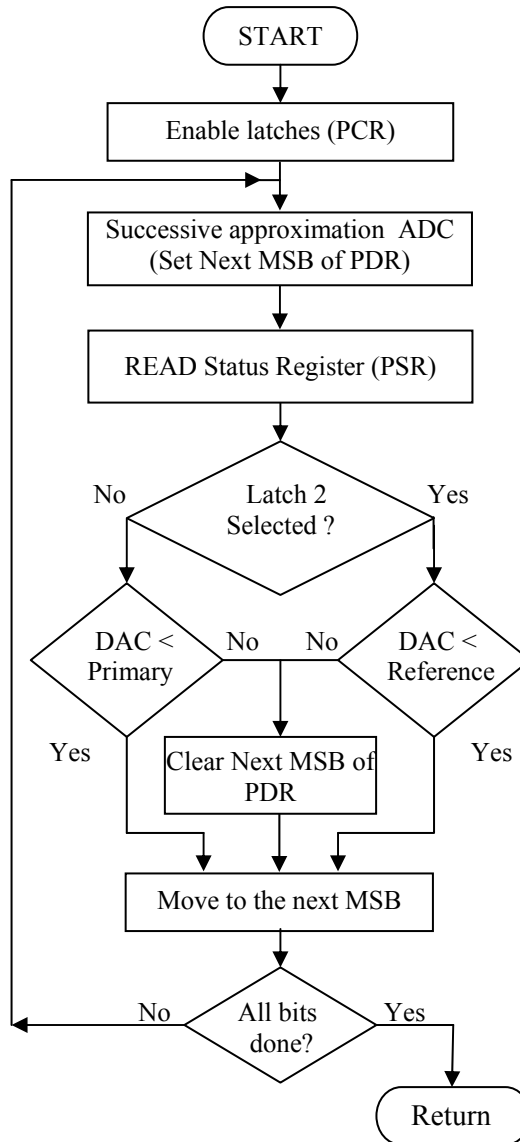 START
Enable latches (PCR)
Successive approximation ADC
(Set Next MSB of PDR)
READ Status Register (PSR)
No
Latch 2
Selected ?
Yes
DAC <
Primary
No
No
DAC <
Reference
Yes
Clear Next MSB of
PDR
Yes
Move to the next MSB
No
All bits
done?
Yes
Return